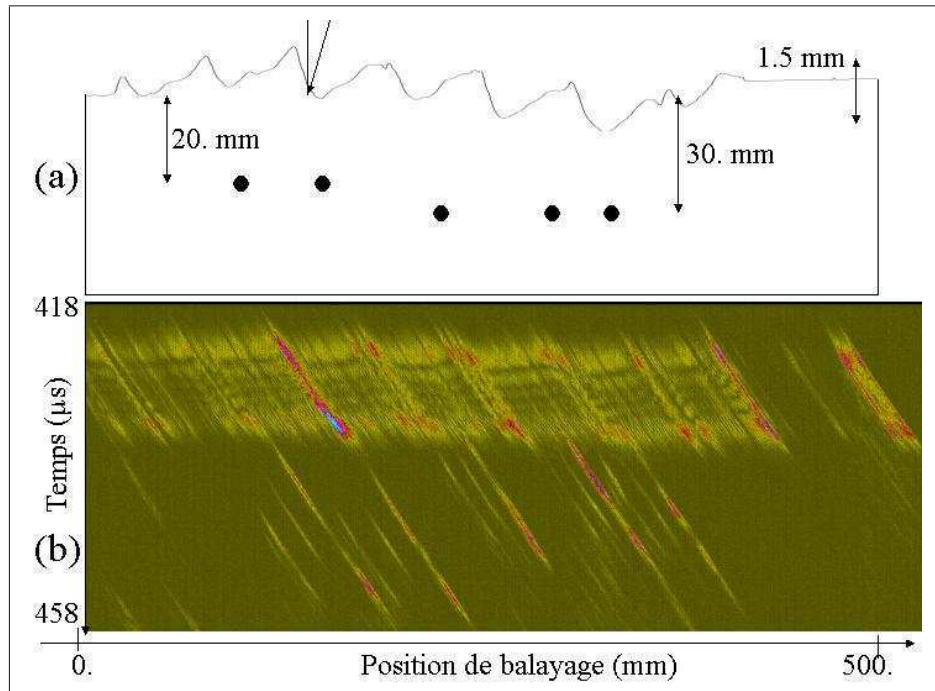 1.5 mm
20. mm
30. mm
(a)
418
Temps (µs)
(b)
458
0.
Position de balayage (mm)
500.